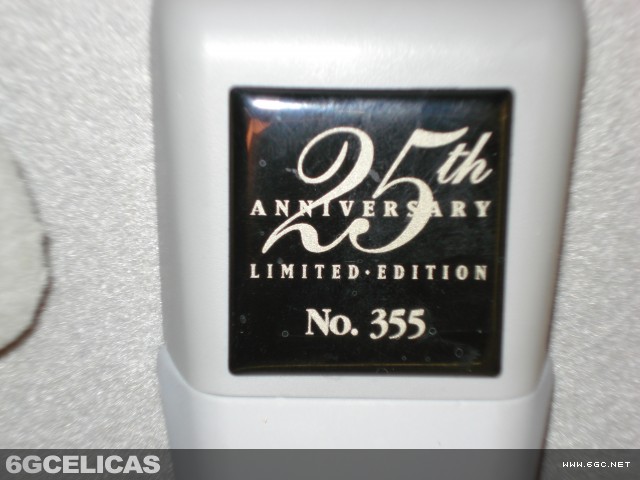 25th
ANNIVERSARY
LIMITED·EDITION
No. 355
6GCELICAS
WWW.6GC.NET